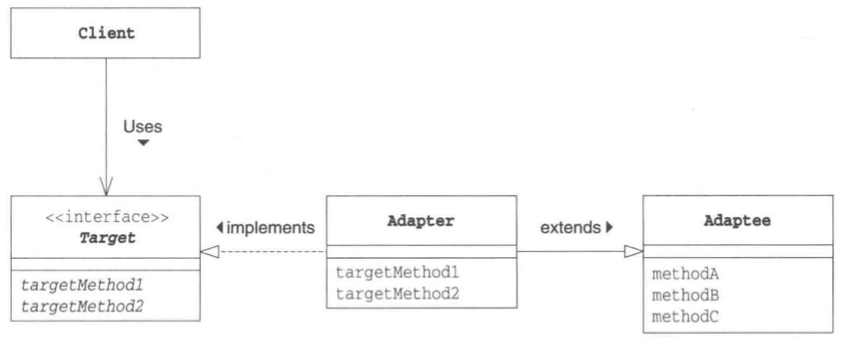 Client
Uses
<<interface>>
Target
targetMethod1
targetMethod2
implements
Adapter
targetMethod1
targetMethod2
extends
Adaptee
methodA
methodB
methodC